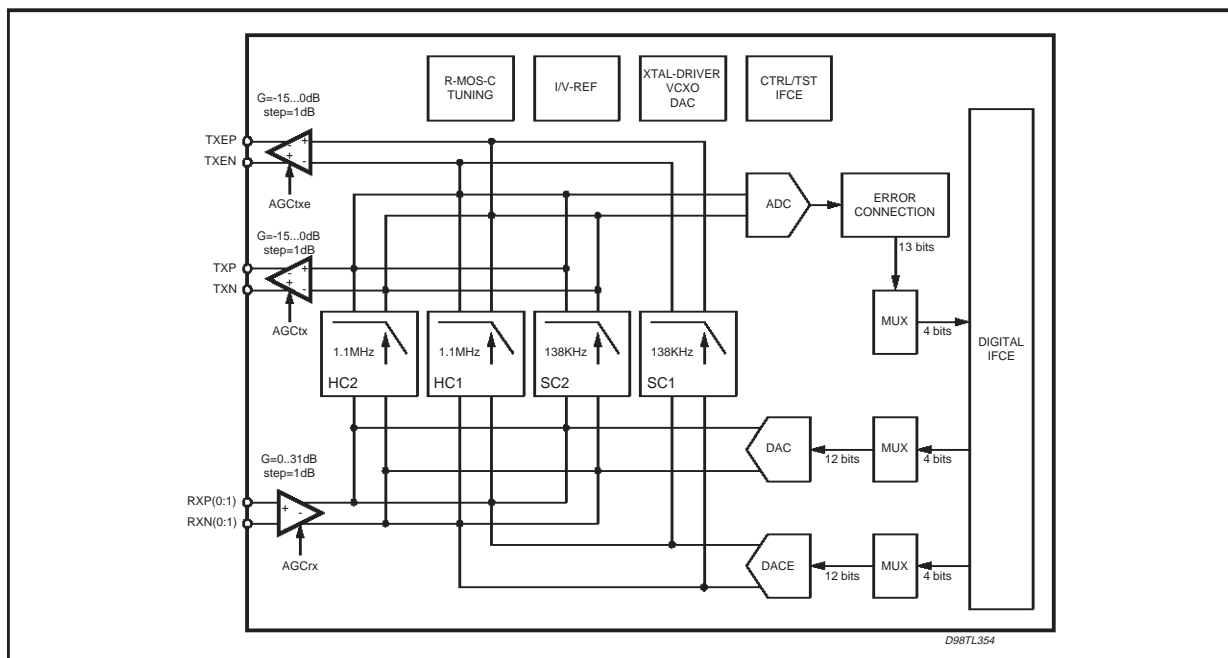 R-MOS-C
TUNING
I/V-REF
XTAL-DRIVER
VCXO
DAC
CTRL/TST
IFCE
G=-15...0dB
step=1dB
TXEP
TXEN
+
-
-
+
AGCtxe
ADC
ERROR
CONNECTION
13 bits
G=-15...0dB
step=1dB
TXP
TXN
+
-
-
+
AGCtx
MUX
4 bits
DIGITAL
IFCE
1.1MHz
HC2
1.1MHz
HC1
138KHz
SC2
138KHz
SC1
G=0..31dB
step=1dB
DAC
12 bits
MUX
4 bits
RXP(0:1)
RXN(0:1)
+
-
AGCrx
DACE
12 bits
MUX
4 bits
D98TL354